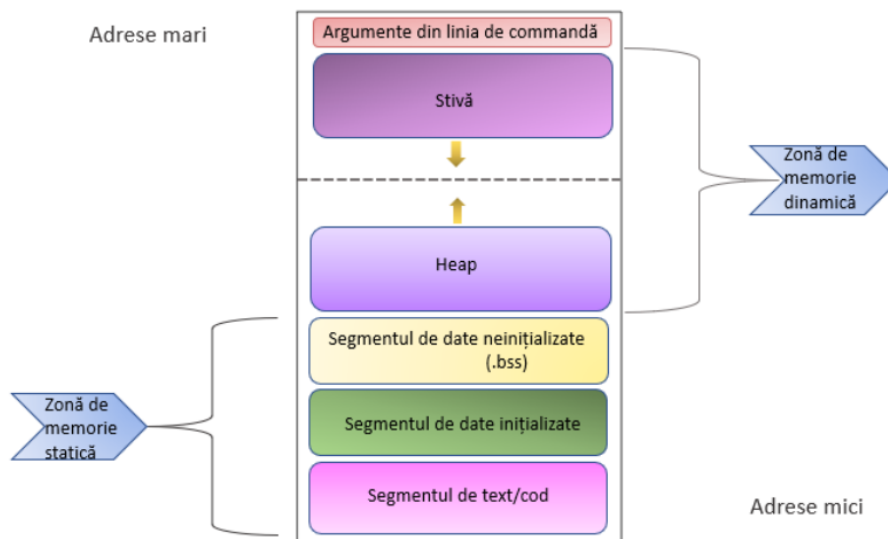 Adrese mari
Argumente din linia de comandă
Stivă
Zonă de
memorie
dinamică
Heap
Segmentul de date neinițializate
(.bss)
Zonă de
memorie
statică
Segmentul de date inițializate
Segmentul de text/cod
Adrese mici